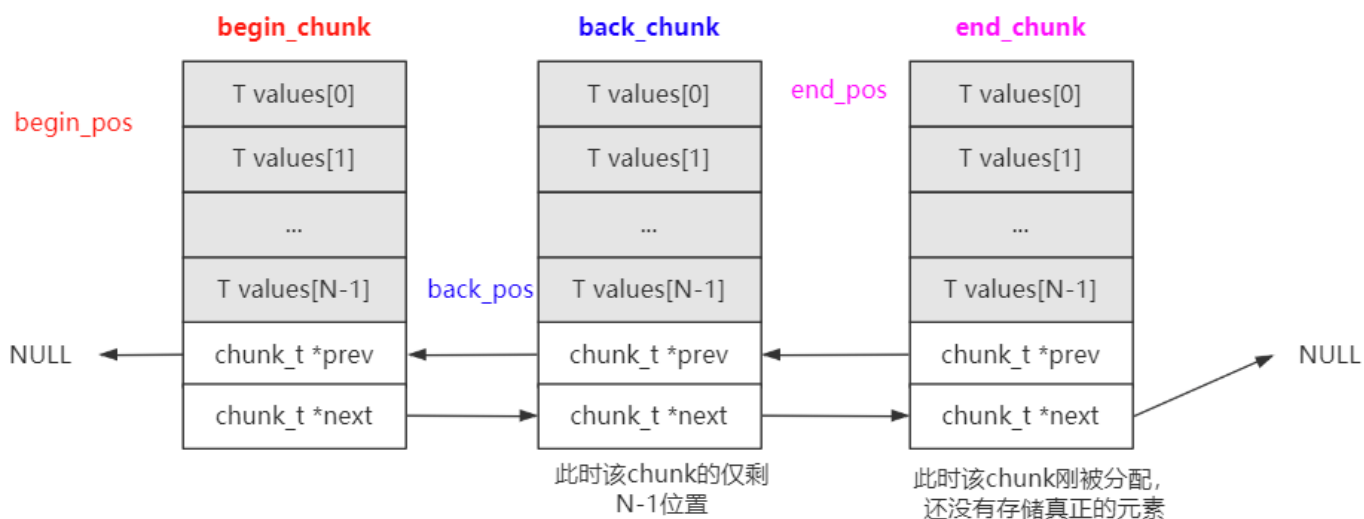 begin_chunk
back_chunk
end_chunk
begin_pos
T values[0]
T values[1]
...
T values[N-1]
chunk_t *prev
chunk_t *next
NULL
back_pos
T values[0]
T values[1]
...
T values[N-1]
chunk_t *prev
chunk_t *next
此时该chunk的仅剩
N-1位置
end_pos
T values[0]
T values[1]
...
T values[N-1]
chunk_t *prev
chunk_t *next
NULL
此时该chunk刚被分配，
还没有存储真正的元素